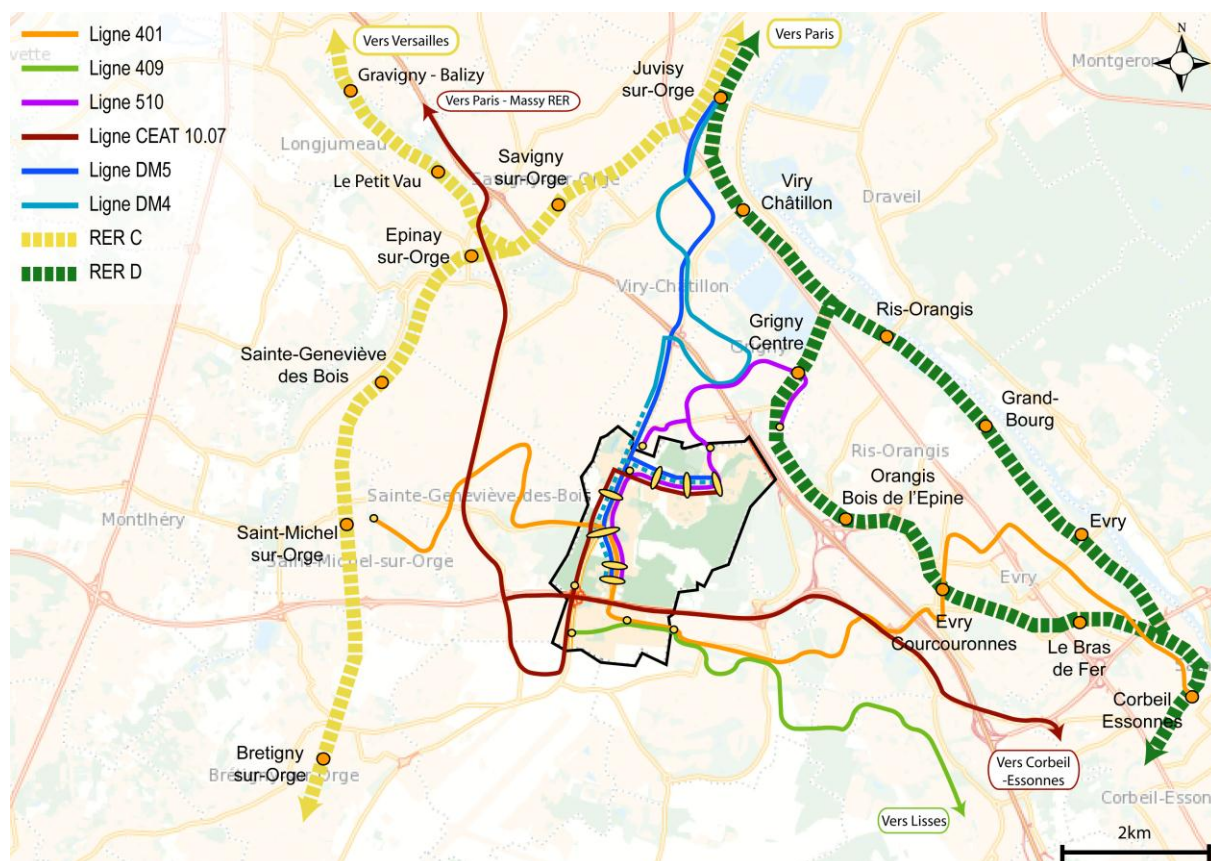 Ligne 401
Ligne 409
Ligne 510
Ligne CEAT 10.07
Ligne DM5
Ligne DM4
RER C
RER D
Vers Versailles
Gravigny - Balizy
Vers Paris - Massy RER
Juvisy
sur-Orge
Vers Paris
Montgeron
N
Longjumeau
Le Petit Vau
Savigny
sur-Orge
Epinay
sur-Orge
Viry
Châtillon
Draveil
Viry-Châtillon
Ris-Orangis
Grigny
Centre
Grigny
Sainte-Geneviève
des Bois
Grand-
Bourg
Ris-Orangis
Orangis
Bois de l'Epine
Sainte-Geneviève-des-Bois
Montlhéry
Saint-Michel
sur-Orge
Saint-Michel-sur-Orge
Evry
Evry
Evry
Courcouronnes
Le Bras
de Fer
Corbeil
Essonnes
Bretigny
sur-Orge
Vers Corbeil
-Essonnes
Vers Lisses
Corbeil-Esson
2km